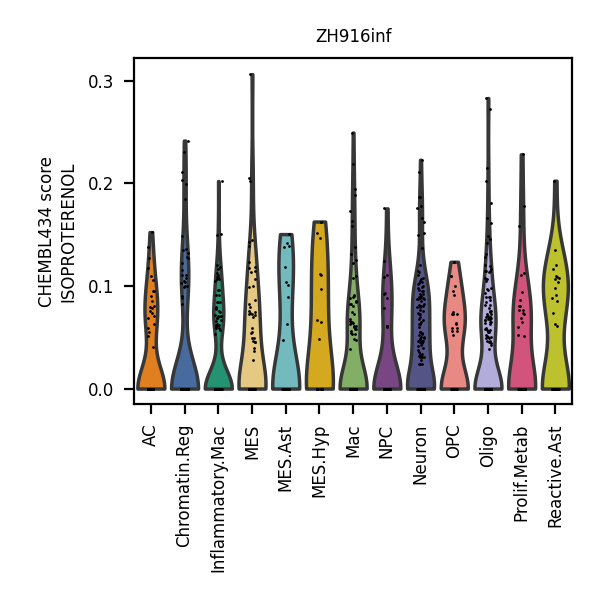 ZH916inf
CHEMBL434 score
ISOPROTERENOL
0.3
0.2
0.1
0.0
AC
Chromatin.Reg
Inflammatory.Mac
MES
MES.Ast
MES.Hyp
Mac
NPC
Neuron
OPC
Oligo
Prolif.Metab
Reactive.Ast